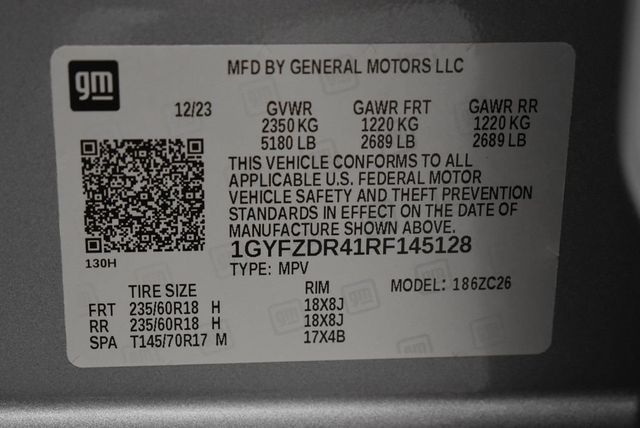 gm
MFD BY GENERAL MOTORS LLC
12/23 GVWR GAWR FRT GAWR RR
2350 KG 1220 KG 1220 KG
5180 LB 2689 LB 2689 LB
THIS VEHICLE CONFORMS TO ALL
APPLICABLE U.S. FEDERAL MOTOR
VEHICLE SAFETY AND THEFT PREVENTION
STANDARDS IN EFFECT ON THE DATE OF
MANUFACTURE SHOWN ABOVE.
1GYFZDR41RF145128
130H
TYPE: MPV MODEL: 186ZC26
TIRE SIZE RIM
FRT 235/60R18 H 18X8J
RR 235/60R18 H 18X8J
SPA T145/70R17 M 17X4B